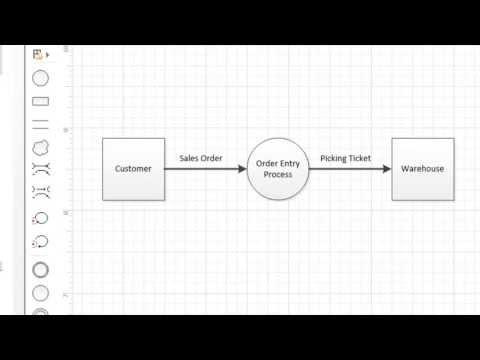 Customer
Sales Order
Order Entry
Process
Picking Ticket
Warehouse